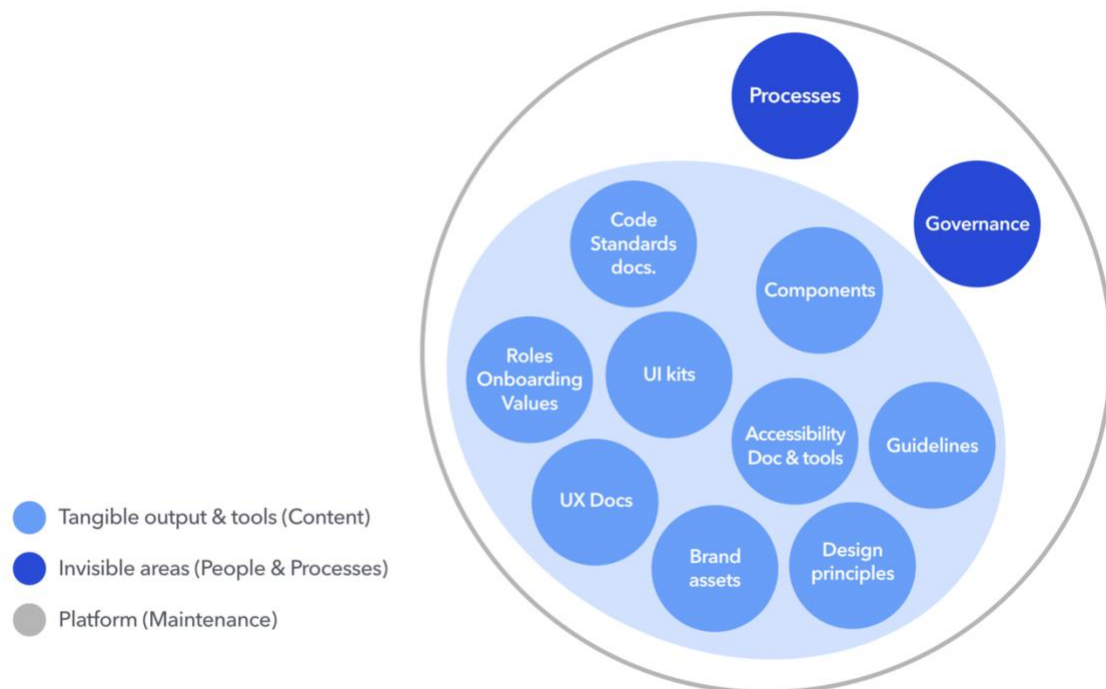 Processes
Governance
Code
Standards
docs.
Components
Roles
Onboarding
Values
UI kits
Accessibility
Doc & tools
Guidelines
UX Docs
Brand
assets
Design
principles
Tangible output & tools (Content)
Invisible areas (People & Processes)
Platform (Maintenance)